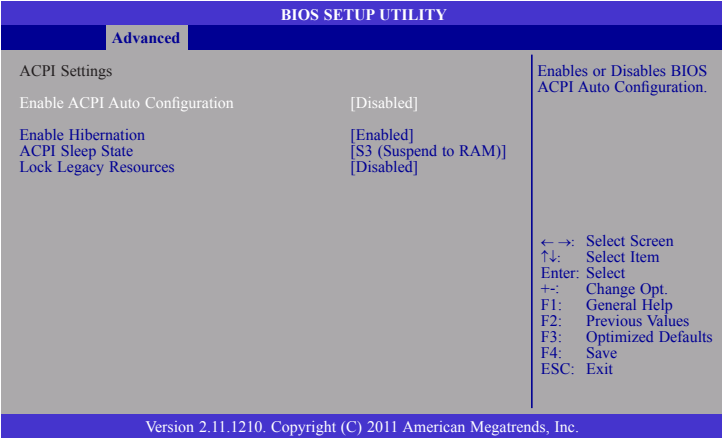 BIOS SETUP UTILITY
Advanced
ACPI Settings
Enable ACPI Auto Configuration [Disabled]
Enable Hibernation [Enabled]
ACPI Sleep State [S3 (Suspend to RAM)]
Lock Legacy Resources [Disabled]
Enables or Disables BIOS
ACPI Auto Configuration.
← →: Select Screen
↑↓: Select Item
Enter: Select
+-: Change Opt.
F1: General Help
F2: Previous Values
F3: Optimized Defaults
F4: Save
ESC: Exit
Version 2.11.1210. Copyright (C) 2011 American Megatrends, Inc.